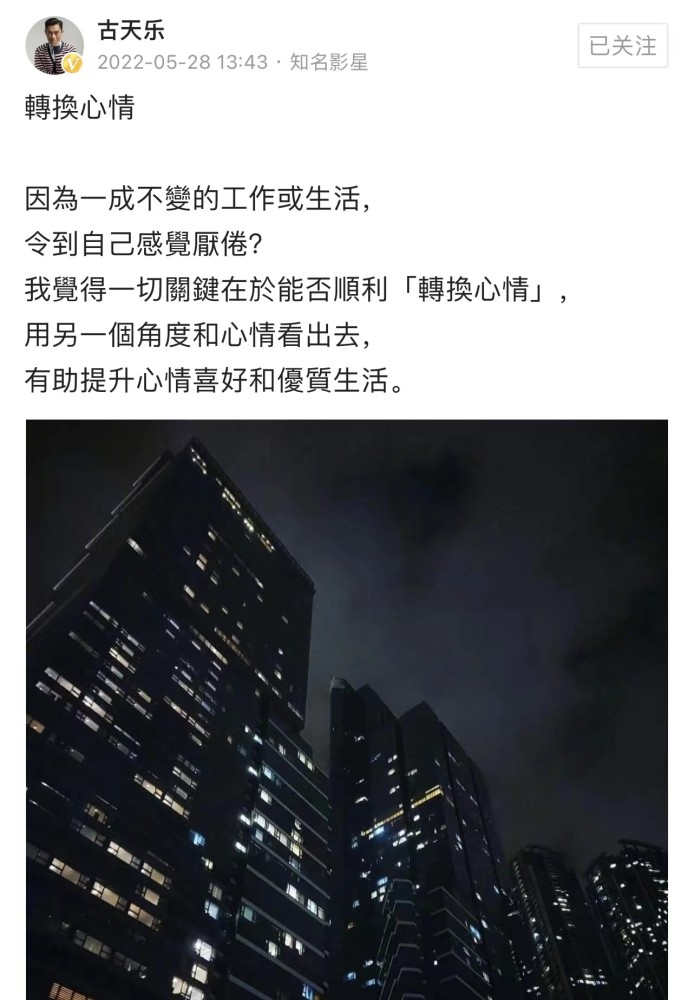 古天乐
2022-05-28 13:43 · 知名影星
已关注
轉換心情
因為一成不變的工作或生活，
令到自己感覺厭倦？
我覺得一切關鍵在於能否順利「轉換心情」，
用另一個角度和心情看出去，
有助提升心情喜好和優質生活。